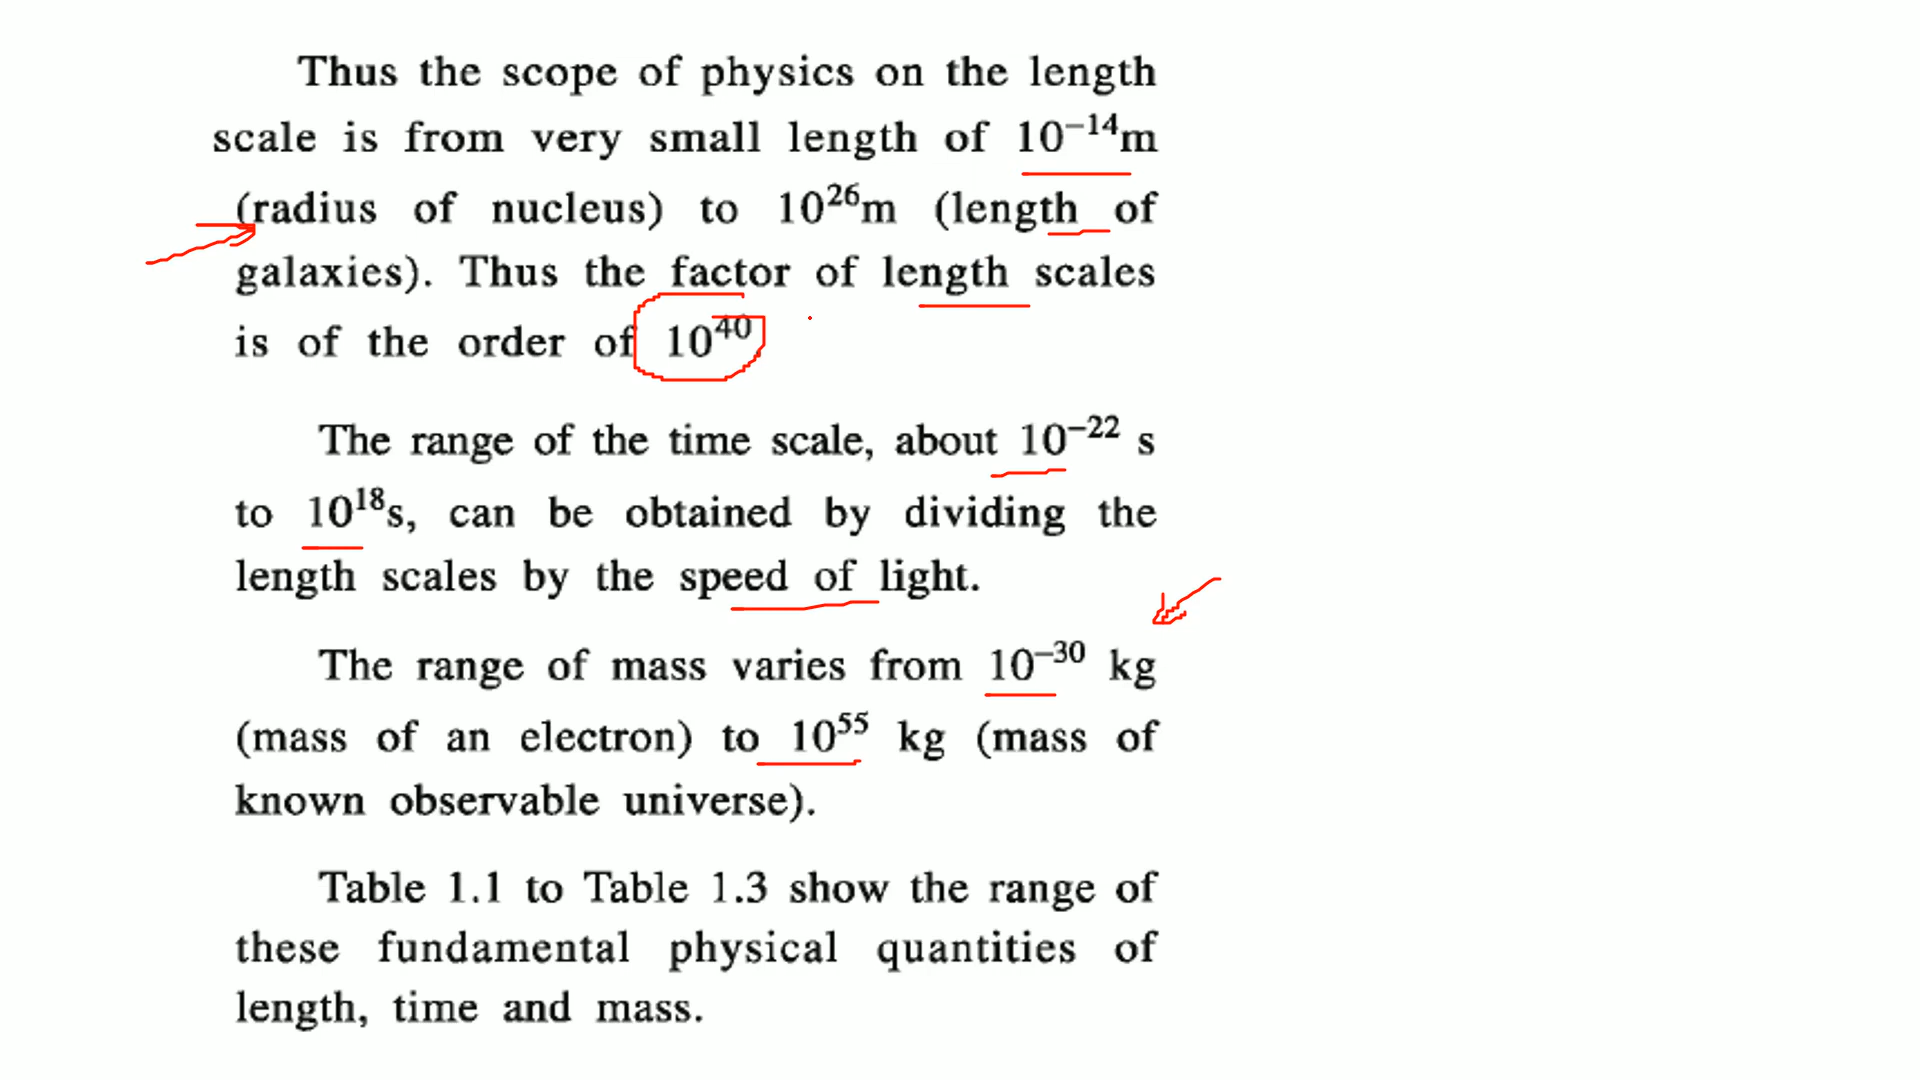 Thus the scope of physics on the length
scale is from very small length of 10⁻¹⁴m
(radius of nucleus) to 10²⁶m (length of
galaxies). Thus the factor of length scales
is of the order of 10⁴⁰
The range of the time scale, about 10⁻²² s
to 10¹⁸s, can be obtained by dividing the
length scales by the speed of light.
The range of mass varies from 10⁻³⁰ kg
(mass of an electron) to 10⁵⁵ kg (mass of
known observable universe).
Table 1.1 to Table 1.3 show the range of
these fundamental physical quantities of
length, time and mass.